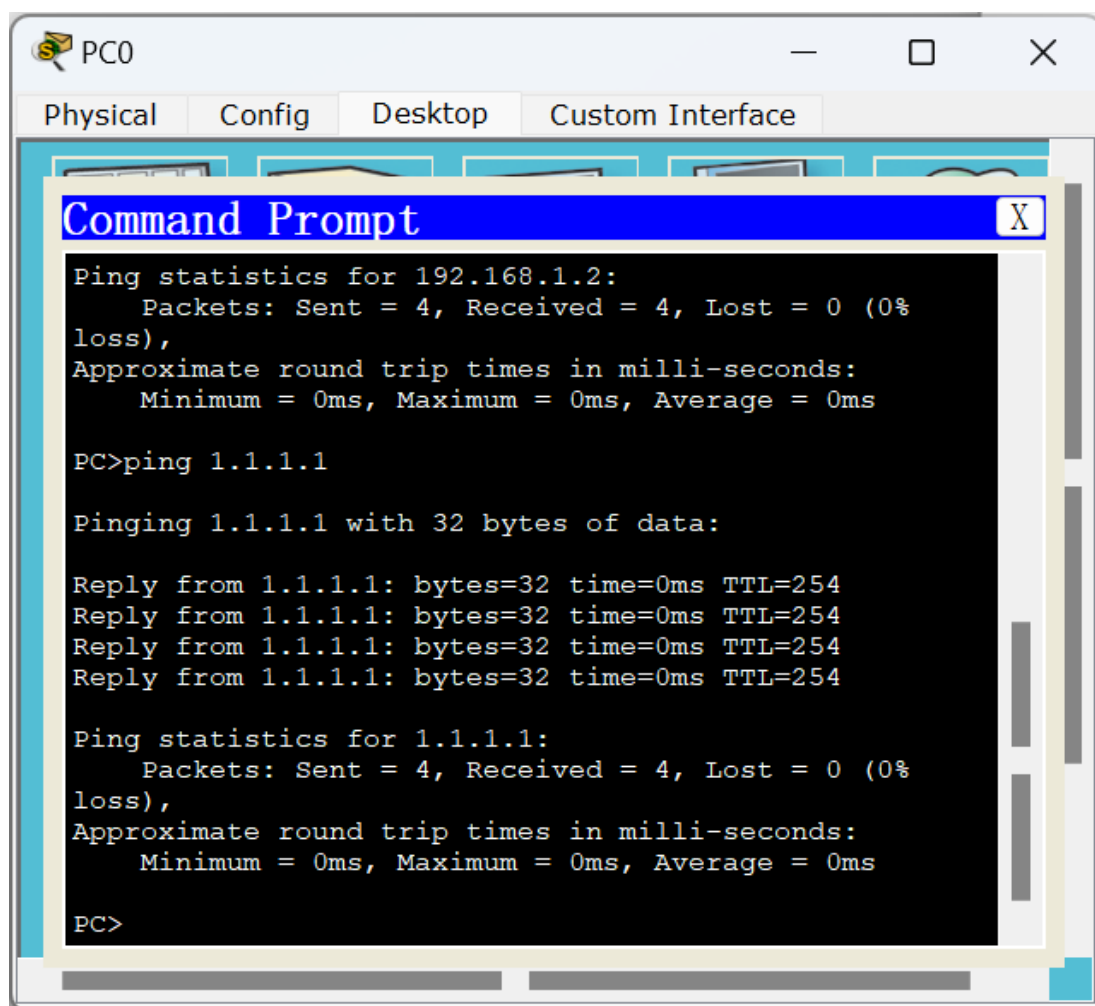 PC0
Physical Config Desktop Custom Interface
Command Prompt X
Ping statistics for 192.168.1.2:
    Packets: Sent = 4, Received = 4, Lost = 0 (0%
loss),
Approximate round trip times in milli-seconds:
    Minimum = 0ms, Maximum = 0ms, Average = 0ms
PC>ping 1.1.1.1
Pinging 1.1.1.1 with 32 bytes of data:
Reply from 1.1.1.1: bytes=32 time=0ms TTL=254
Reply from 1.1.1.1: bytes=32 time=0ms TTL=254
Reply from 1.1.1.1: bytes=32 time=0ms TTL=254
Reply from 1.1.1.1: bytes=32 time=0ms TTL=254
Ping statistics for 1.1.1.1:
    Packets: Sent = 4, Received = 4, Lost = 0 (0%
loss),
Approximate round trip times in milli-seconds:
    Minimum = 0ms, Maximum = 0ms, Average = 0ms
PC>